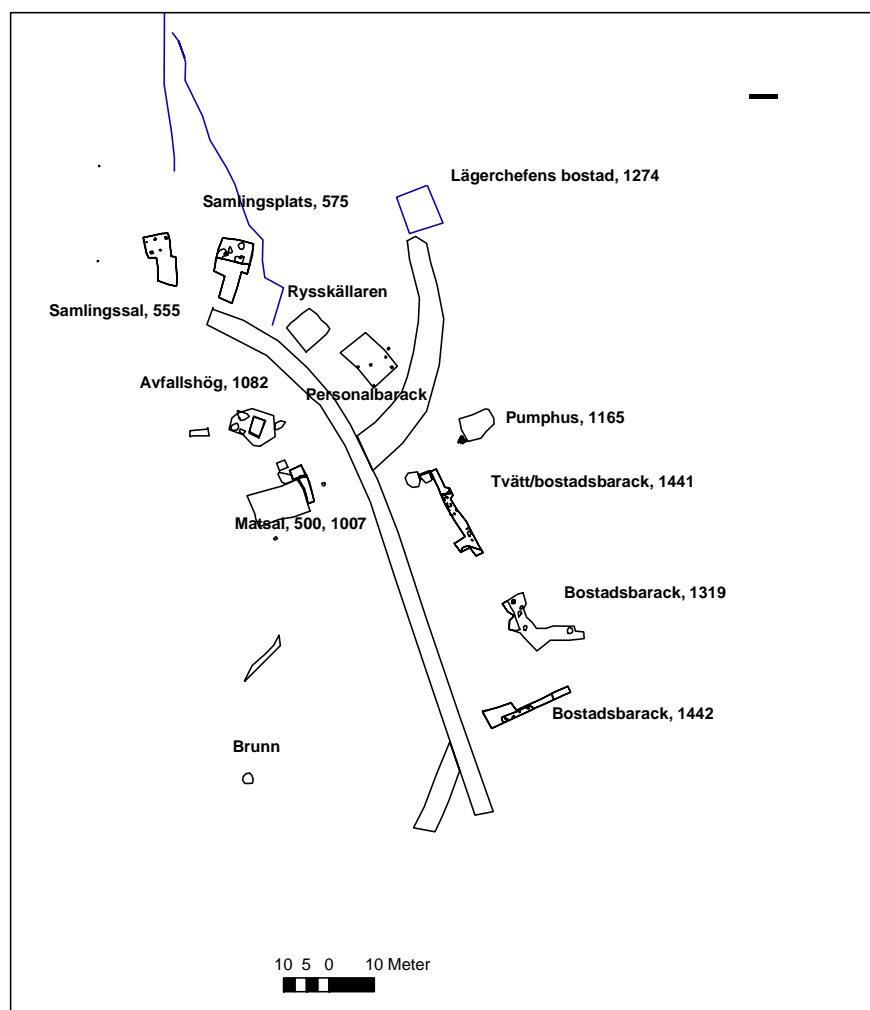 Lägerchefens bostad, 1274
Samlingsplats, 575
Rysskällaren
Samlingssal, 555
Avfallshög, 1082
Personalbarack
Pumphus, 1165
Tvätt/bostadsbarack, 1441
Matsal, 500, 1007
Bostadsbarack, 1319
Bostadsbarack, 1442
Brunn
10 5 0 10 Meter